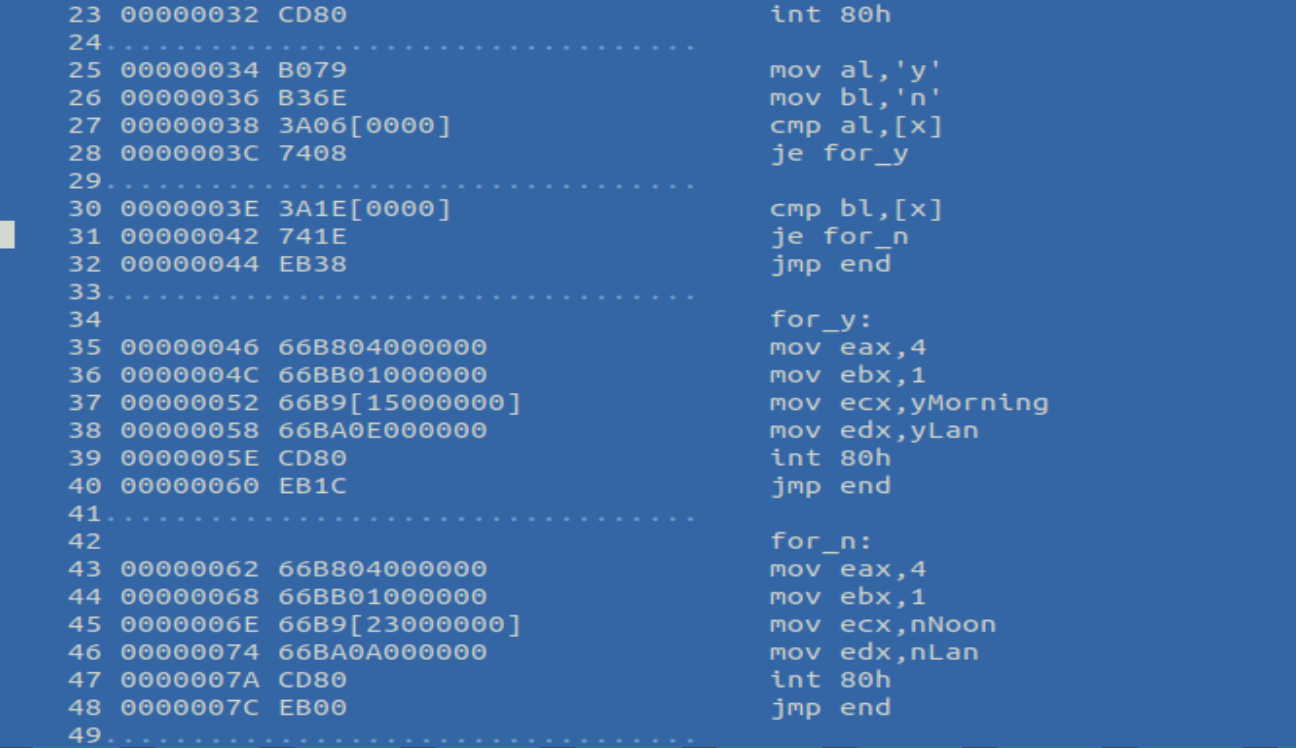 23 00000032 CD80 int 80h
24..................................
25 00000034 B079 mov al,'y'
26 00000036 B36E mov bl,'n'
27 00000038 3A06[0000] cmp al,[x]
28 0000003C 7408 je for_y
29..................................
30 0000003E 3A1E[0000] cmp bl,[x]
31 00000042 741E je for_n
32 00000044 EB38 jmp end
33..................................
34 for_y:
35 00000046 66B804000000 mov eax,4
36 0000004C 66BB01000000 mov ebx,1
37 00000052 66B9[15000000] mov ecx,yMorning
38 00000058 66BA0E000000 mov edx,yLan
39 0000005E CD80 int 80h
40 00000060 EB1C jmp end
41..................................
42 for_n:
43 00000062 66B804000000 mov eax,4
44 00000068 66BB01000000 mov ebx,1
45 0000006E 66B9[23000000] mov ecx,nNoon
46 00000074 66BA0A000000 mov edx,nLan
47 0000007A CD80 int 80h
48 0000007C EB00 jmp end
49..................................